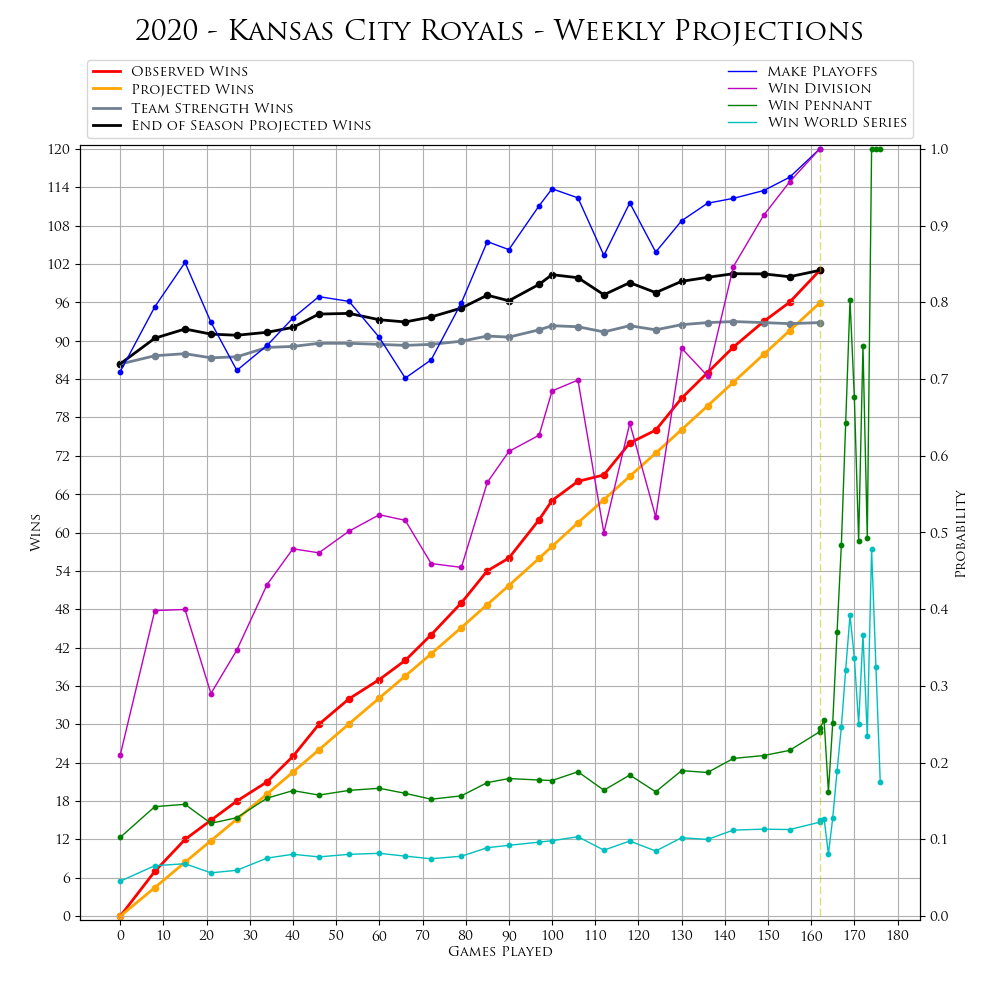 2020 - Kansas City Royals - Weekly Projections
Observed Wins
Projected Wins
Team Strength Wins
End of Season Projected Wins
Make Playoffs
Win Division
Win Pennant
Win World Series
120
114
108
102
96
90
84
78
72
66
60
54
48
42
36
30
24
18
12
6
0
Wins
1.0
0.9
0.8
0.7
0.6
0.5
0.4
0.3
0.2
0.1
0.0
Probability
0 10 20 30 40 50 60 70 80 90 100 110 120 130 140 150 160 170 180
Games Played